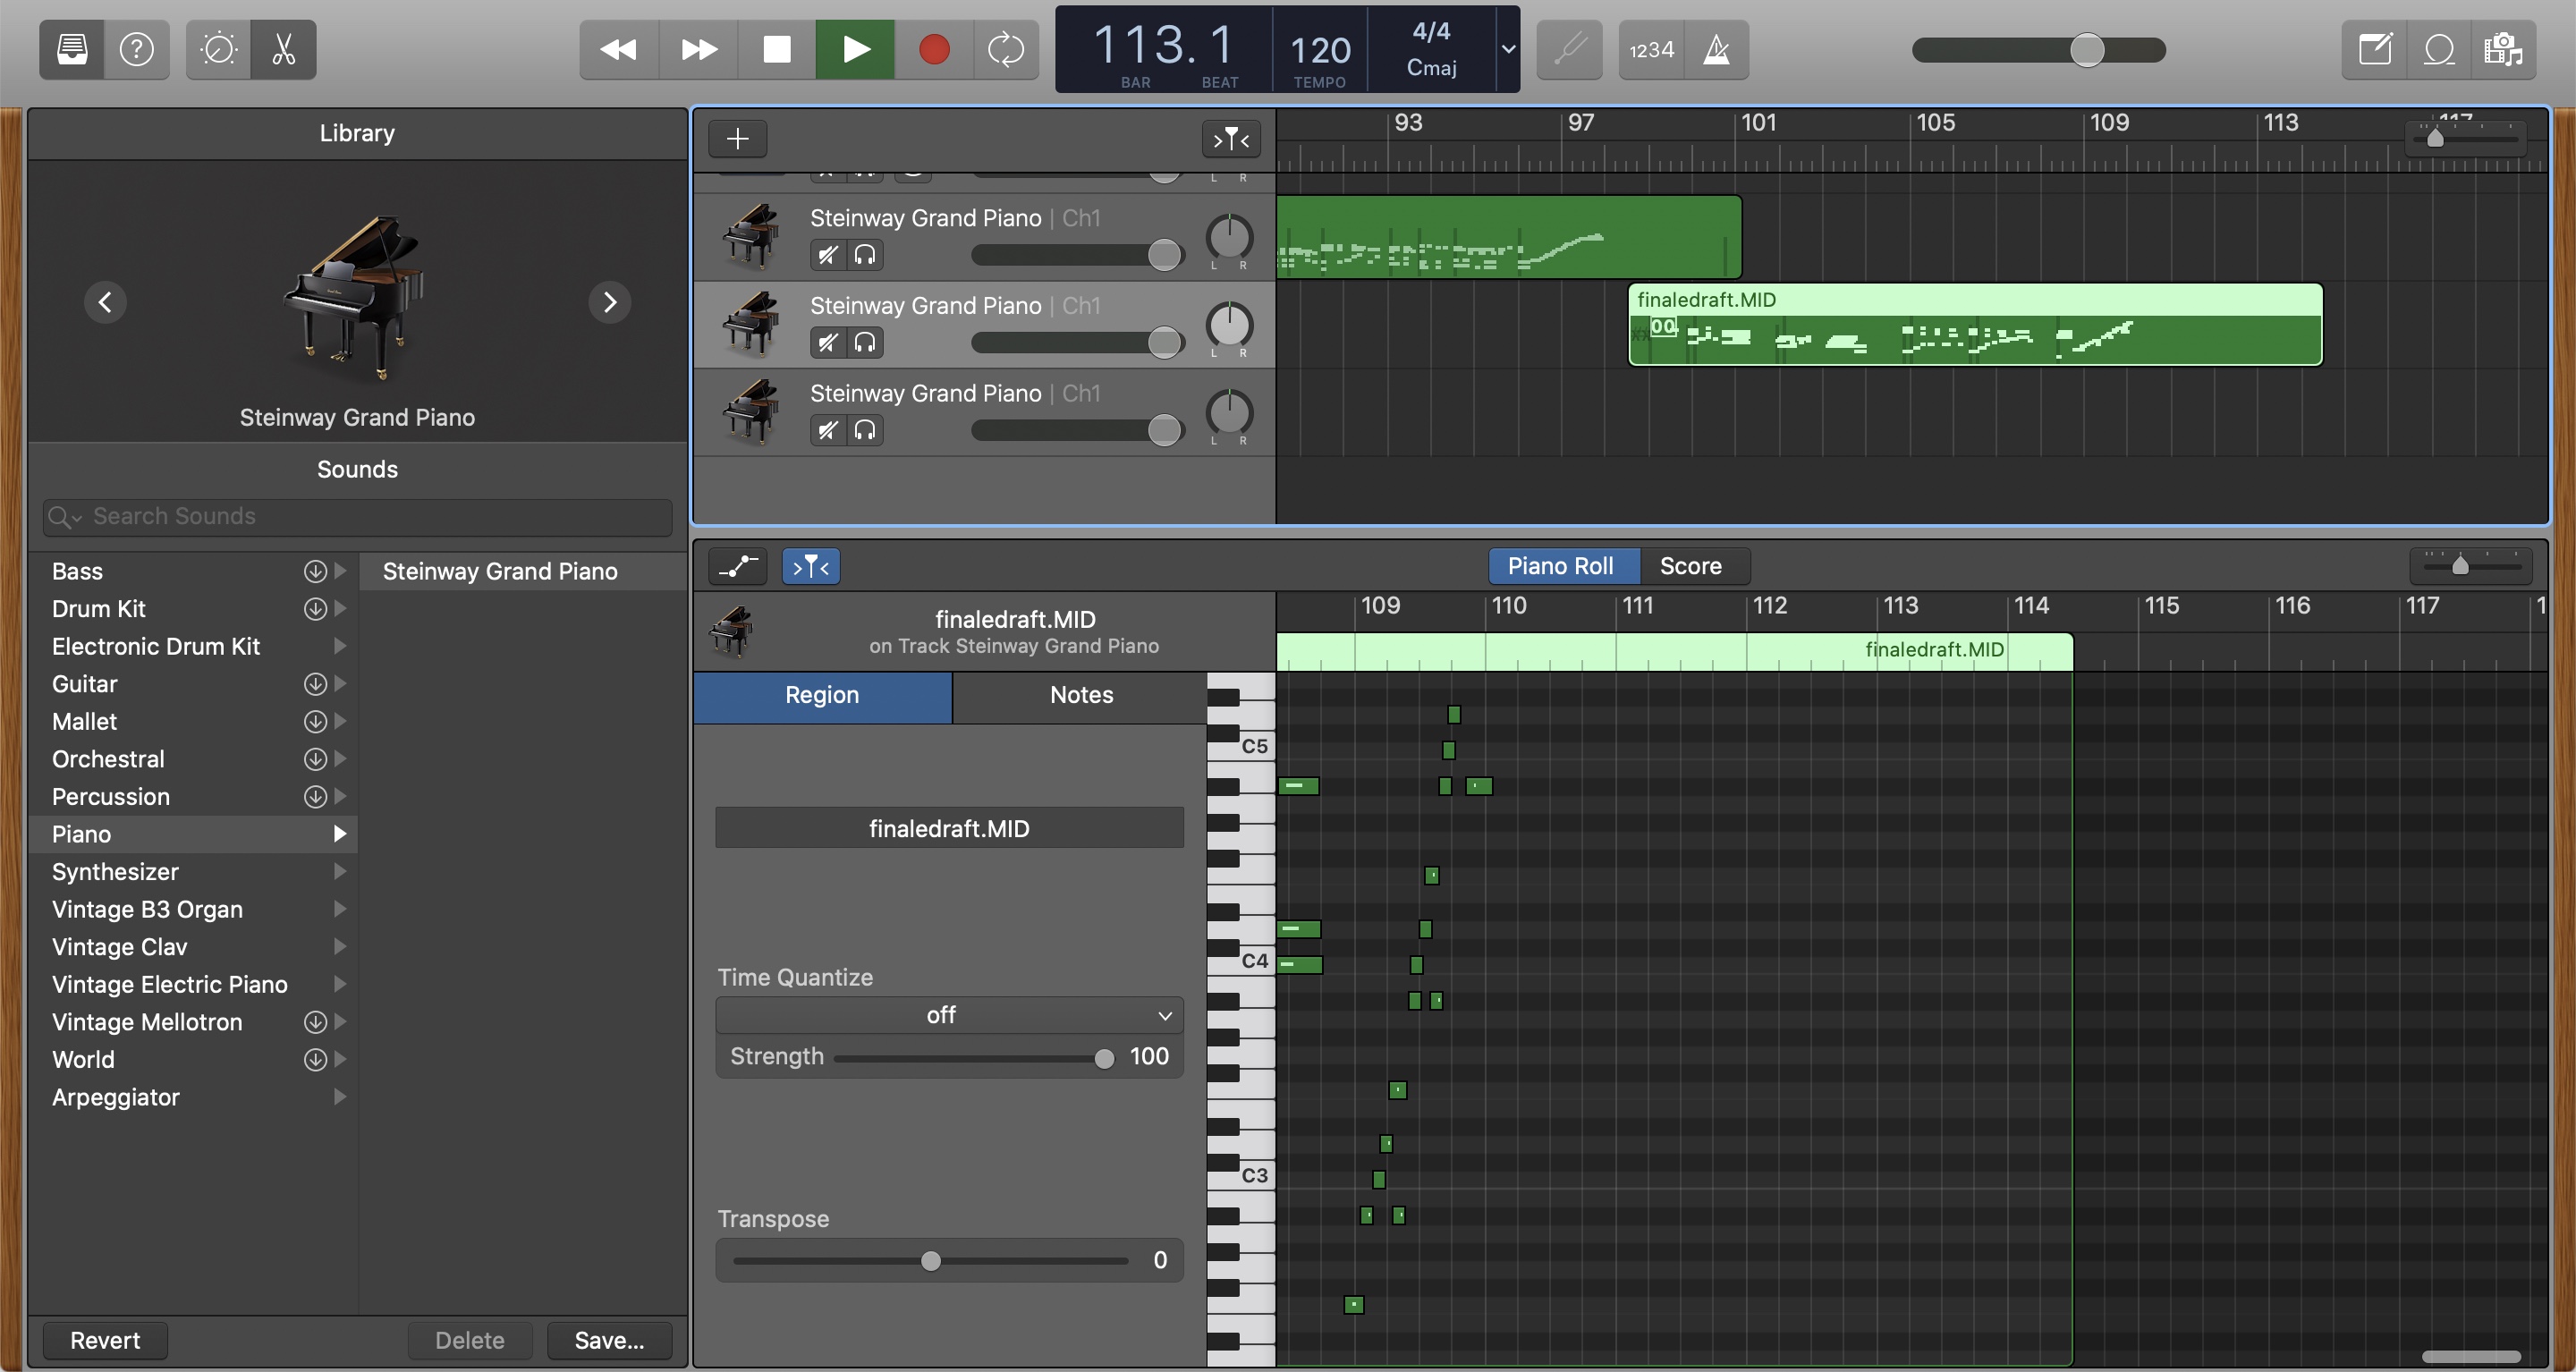 113. 1
BAR BEAT
120
TEMPO
4/4
Cmaj
1234
Library
Steinway Grand Piano
Sounds
Search Sounds
Bass
Drum Kit
Electronic Drum Kit
Guitar
Mallet
Orchestral
Percussion
Piano
Synthesizer
Vintage B3 Organ
Vintage Clav
Vintage Electric Piano
Vintage Mellotron
World
Arpeggiator
Steinway Grand Piano
Revert
Delete
Save...
93 97 101 105 109 113 117
L R
Steinway Grand Piano | Ch1
L R
Steinway Grand Piano | Ch1
L R
finaledraft.MID
Steinway Grand Piano | Ch1
L R
Piano Roll
Score
finaledraft.MID
on Track Steinway Grand Piano
109 110 111 112 113 114 115 116 117
finaledraft.MID
Region
Notes
finaledraft.MID
Time Quantize
off
Strength 100
Transpose
0
C5
C4
C3